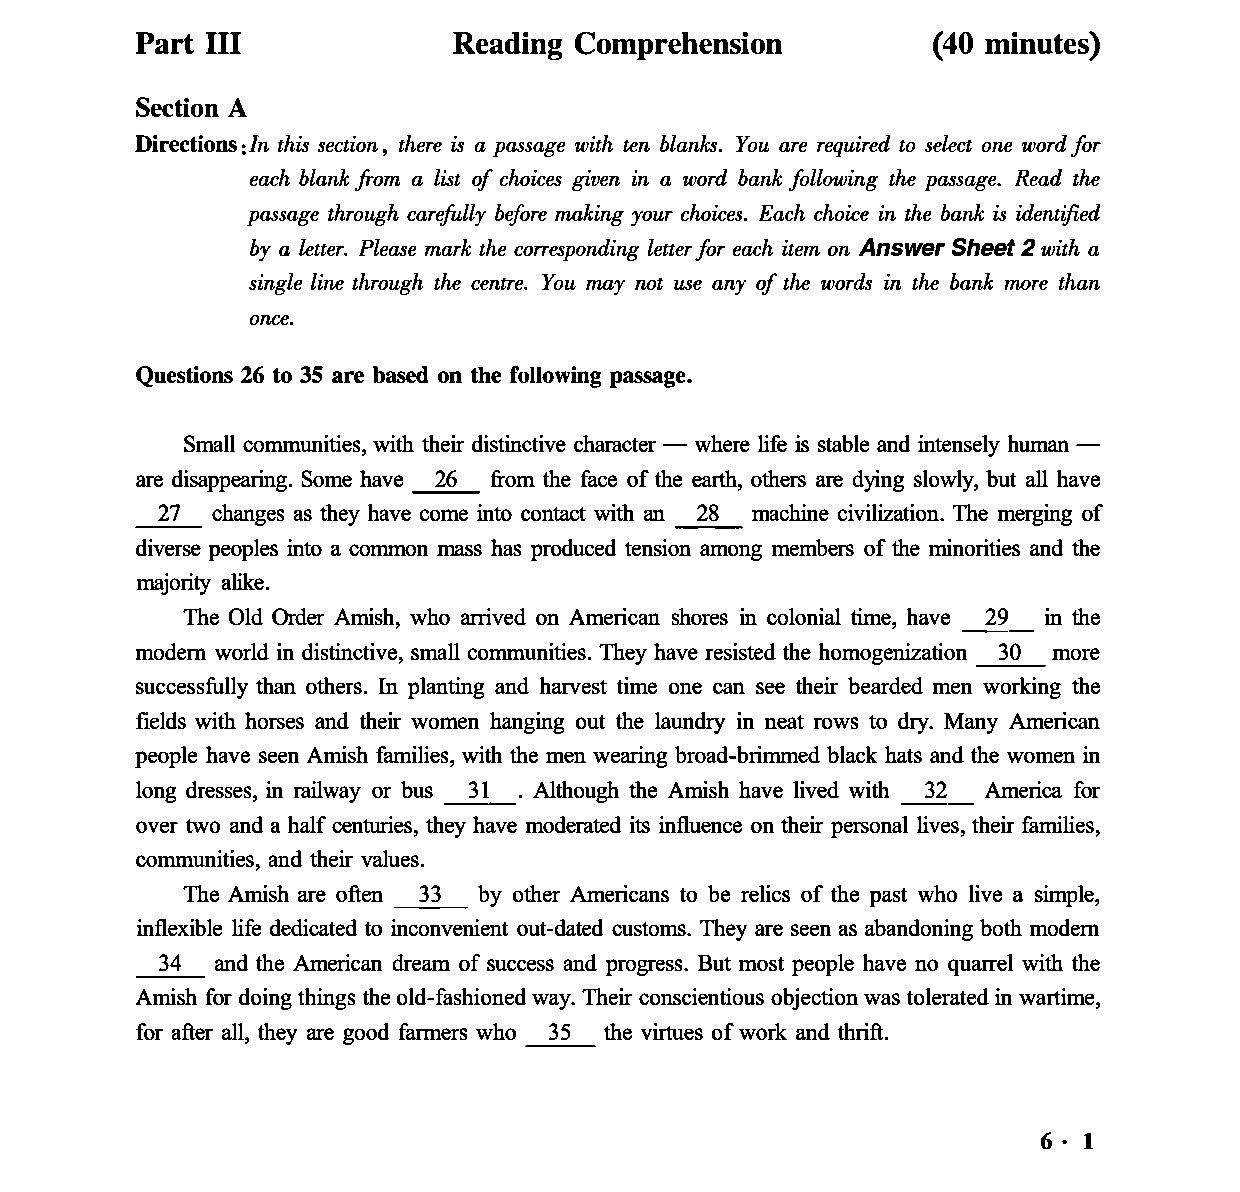 Part III Reading Comprehension (40 minutes)
Section A
Directions: In this section, there is a passage with ten blanks. You are required to select one word for
each blank from a list of choices given in a word bank following the passage. Read the
passage through carefully before making your choices. Each choice in the bank is identified
by a letter. Please mark the corresponding letter for each item on Answer Sheet 2 with a
single line through the centre. You may not use any of the words in the bank more than
once.
Questions 26 to 35 are based on the following passage.
Small communities, with their distinctive character — where life is stable and intensely human —
are disappearing. Some have 26 from the face of the earth, others are dying slowly, but all have
27 changes as they have come into contact with an 28 machine civilization. The merging of
diverse peoples into a common mass has produced tension among members of the minorities and the
majority alike.
The Old Order Amish, who arrived on American shores in colonial time, have 29 in the
modern world in distinctive, small communities. They have resisted the homogenization 30 more
successfully than others. In planting and harvest time one can see their bearded men working the
fields with horses and their women hanging out the laundry in neat rows to dry. Many American
people have seen Amish families, with the men wearing broad-brimmed black hats and the women in
long dresses, in railway or bus 31 . Although the Amish have lived with 32 America for
over two and a half centuries, they have moderated its influence on their personal lives, their families,
communities, and their values.
The Amish are often 33 by other Americans to be relics of the past who live a simple,
inflexible life dedicated to inconvenient out-dated customs. They are seen as abandoning both modern
34 and the American dream of success and progress. But most people have no quarrel with the
Amish for doing things the old-fashioned way. Their conscientious objection was tolerated in wartime,
for after all, they are good farmers who 35 the virtues of work and thrift.
6 · 1